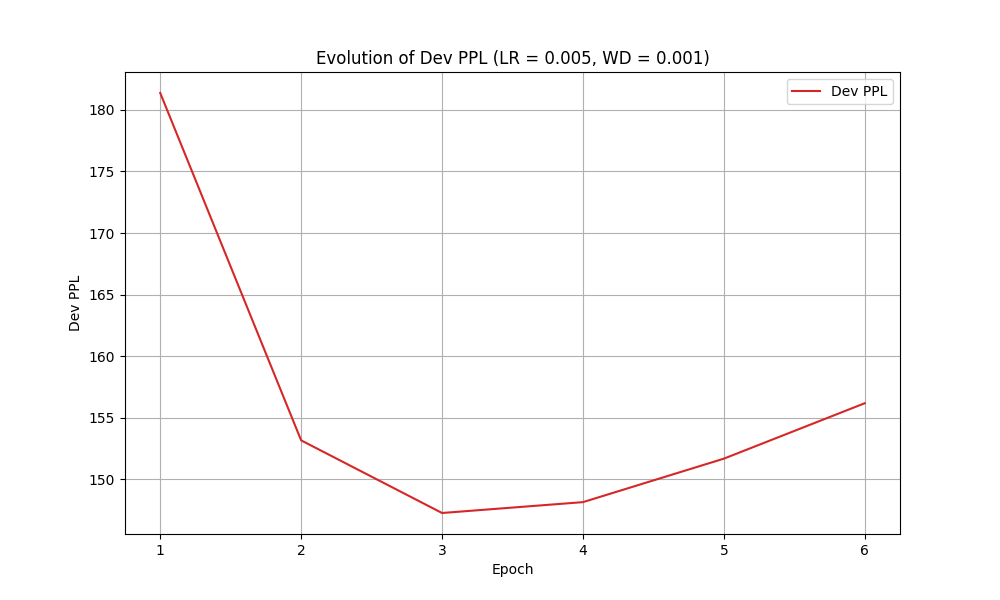 Evolution of Dev PPL (LR = 0.005, WD = 0.001)
Dev PPL
180
175
170
165
160
155
150
Dev PPL
1 2 3 4 5 6
Epoch